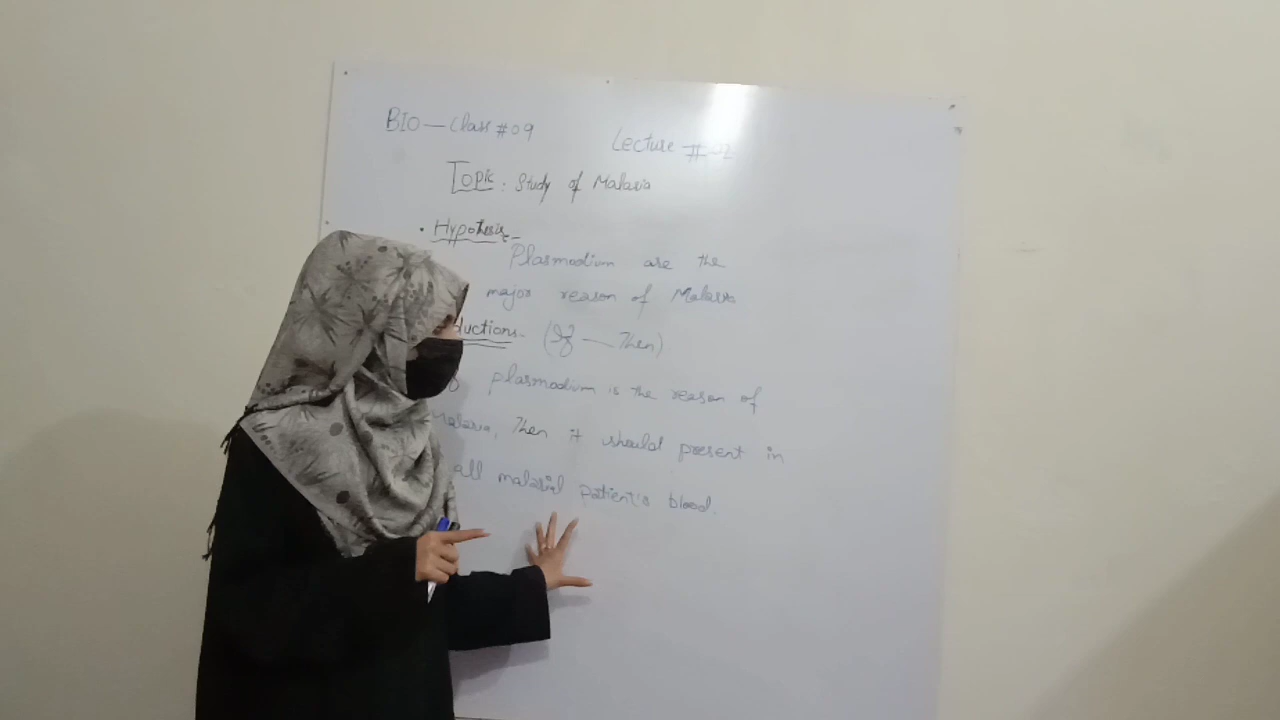 BIO — Class # 09
Lecture # 02
Topic : Study of Malaria
• Hypothesis -
Plasmodium are the
major reason of Malaria
ductions - (If — Then)
plasmodium is the reason of
Malaria, Then it should present in
all malarial patient's blood.